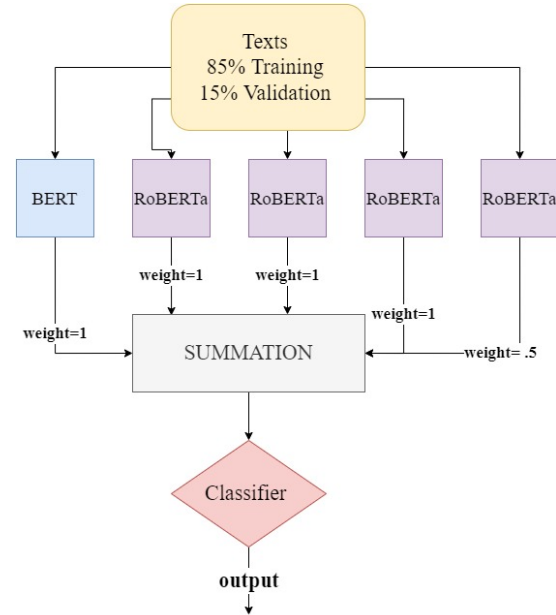 Texts
85% Training
15% Validation
BERT
RoBERTa
RoBERTa
RoBERTa
RoBERTa
weight=1
weight=1
weight=1
weight=1
weight= .5
SUMMATION
Classifier
output